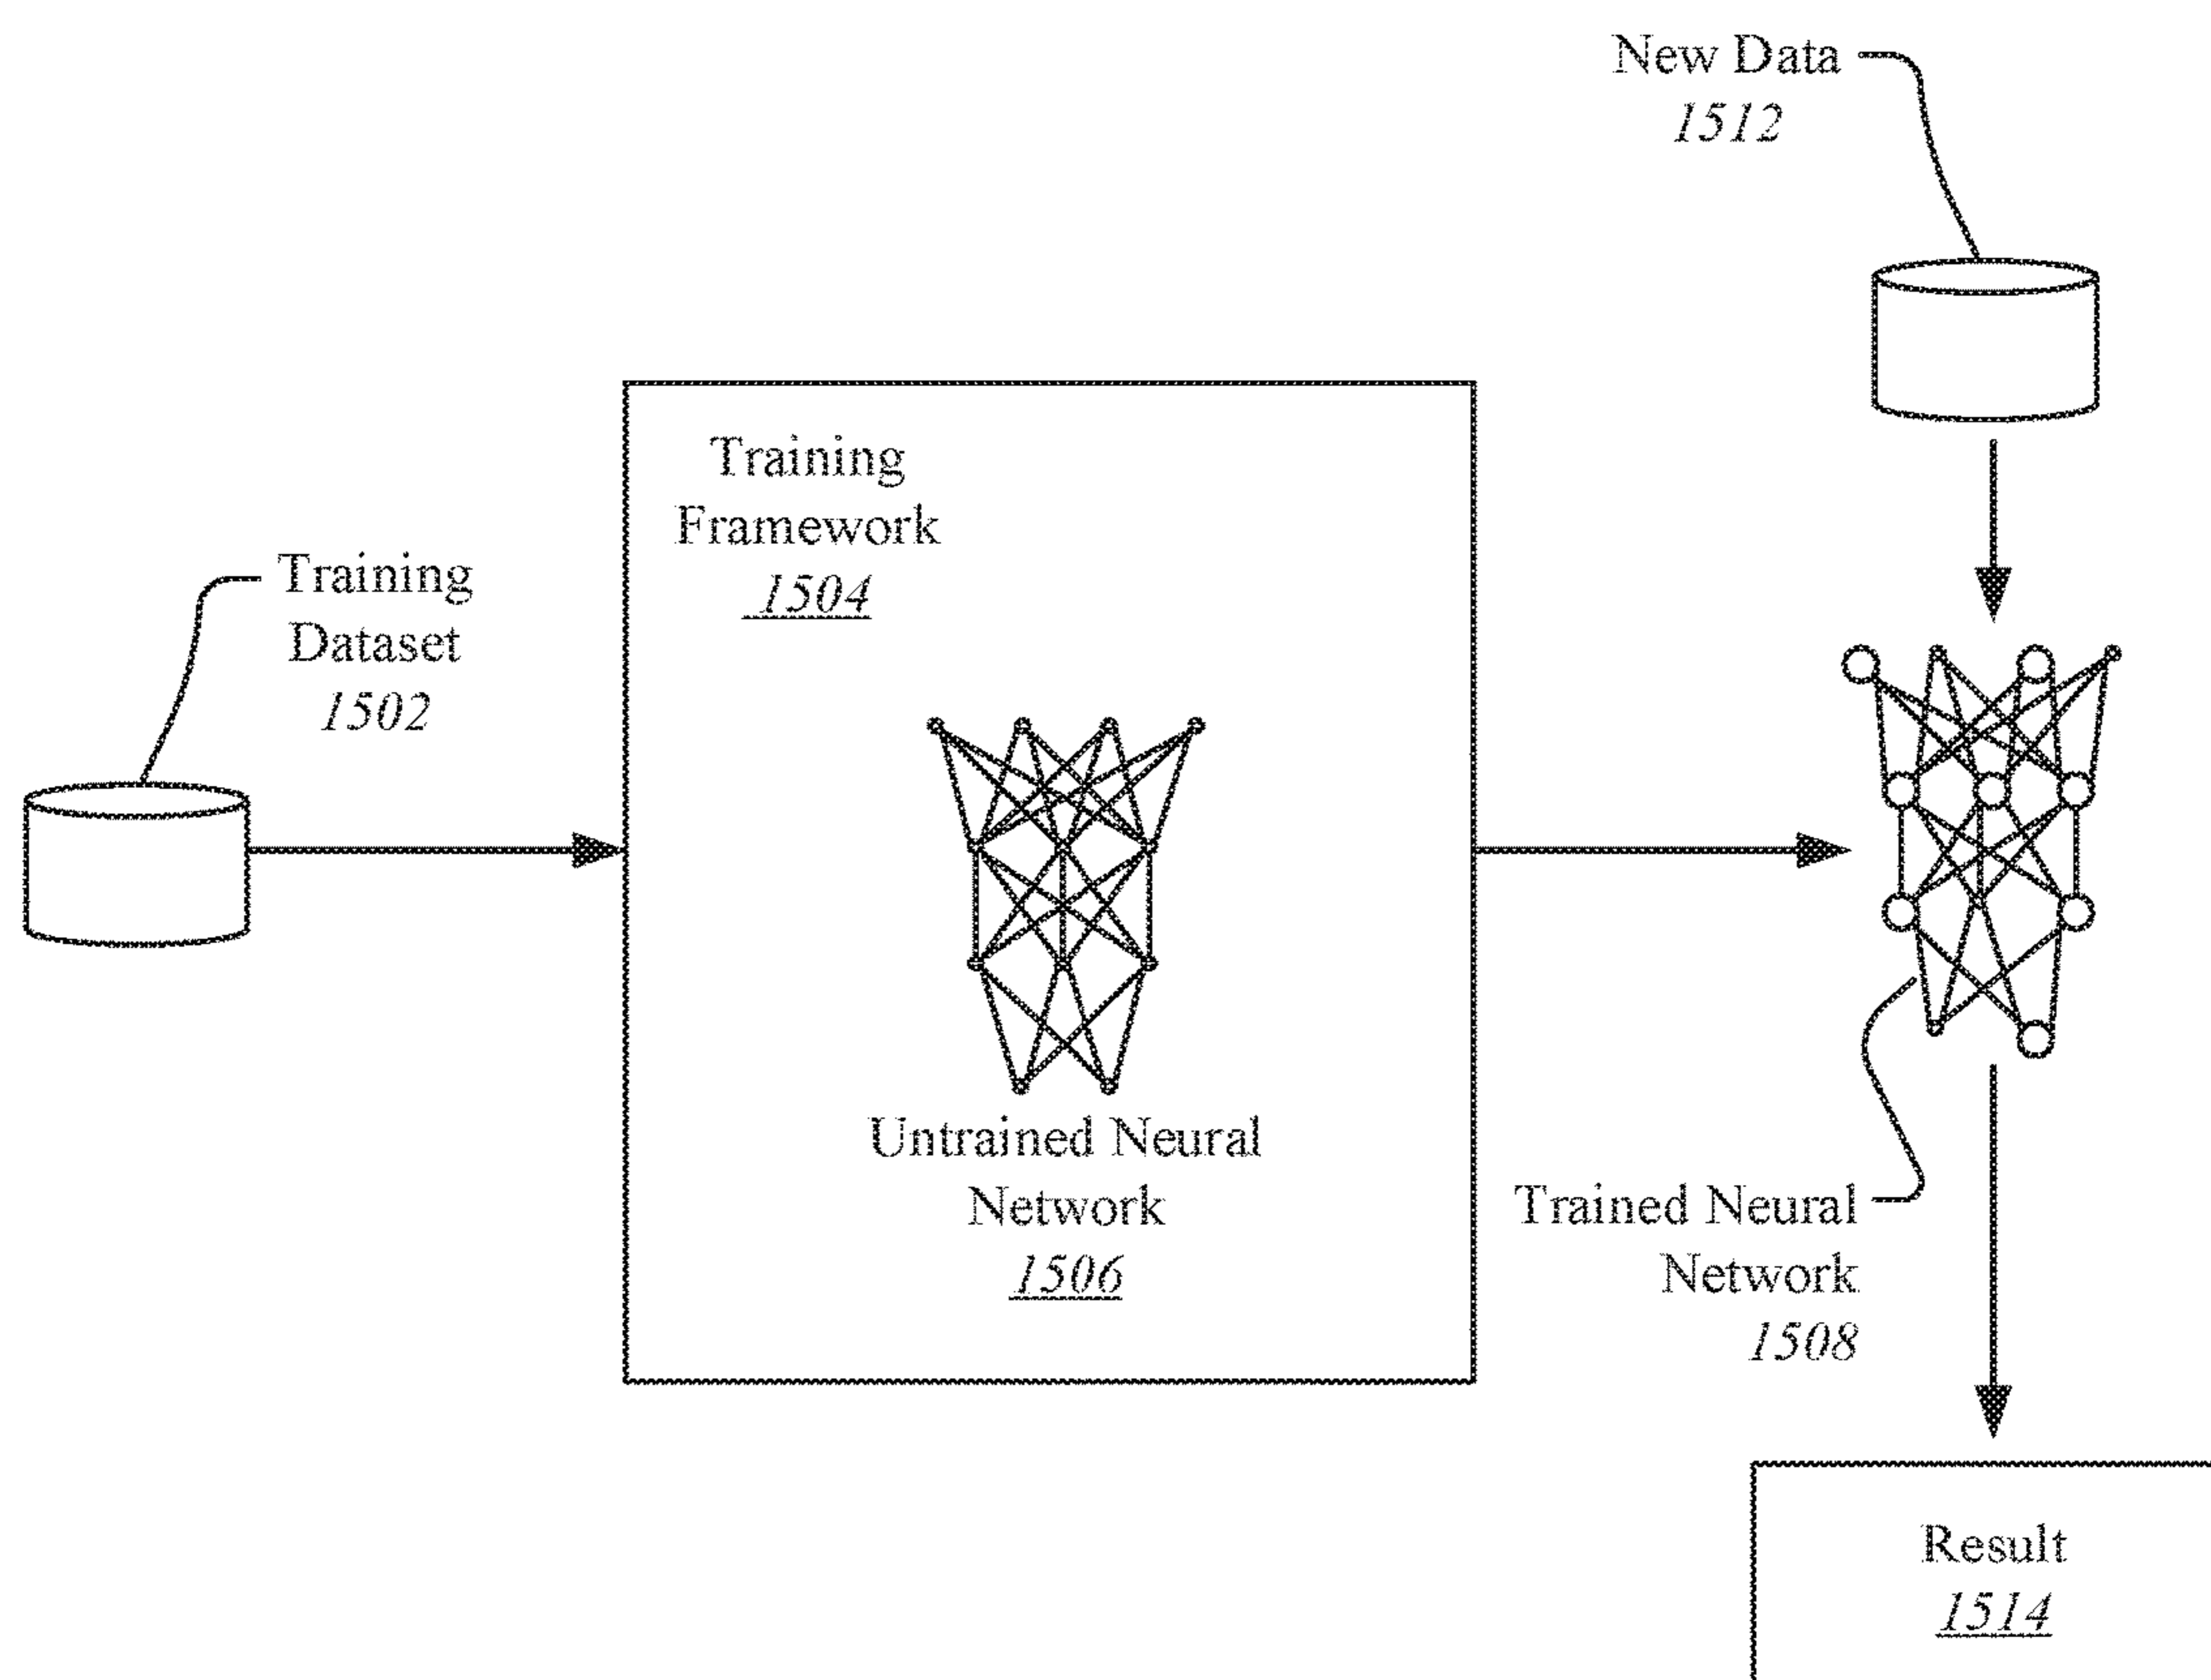 New Data
1512
Training
Framework
1504
Training
Dataset
1502
Untrained Neural
Network
1506
Trained Neural
Network
1508
Result
1514